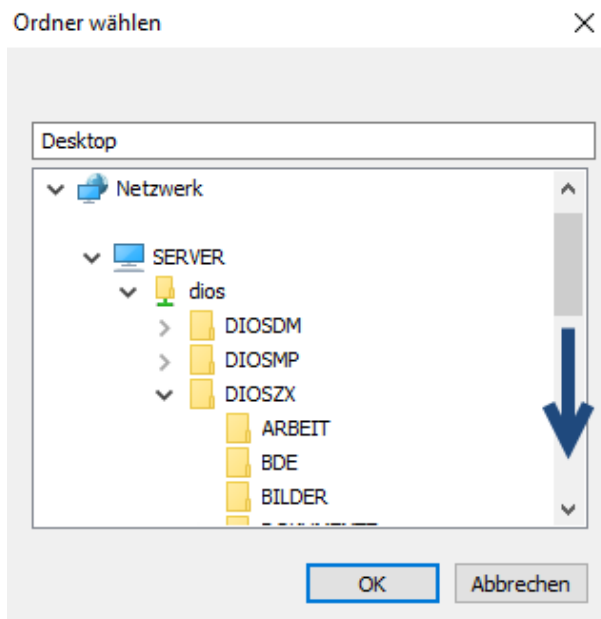 Ordner wählen
Desktop
Netzwerk
SERVER
dios
DIOSDM
DIOSMP
DIOSZX
ARBEIT
BDE
BILDER
OK Abbrechen